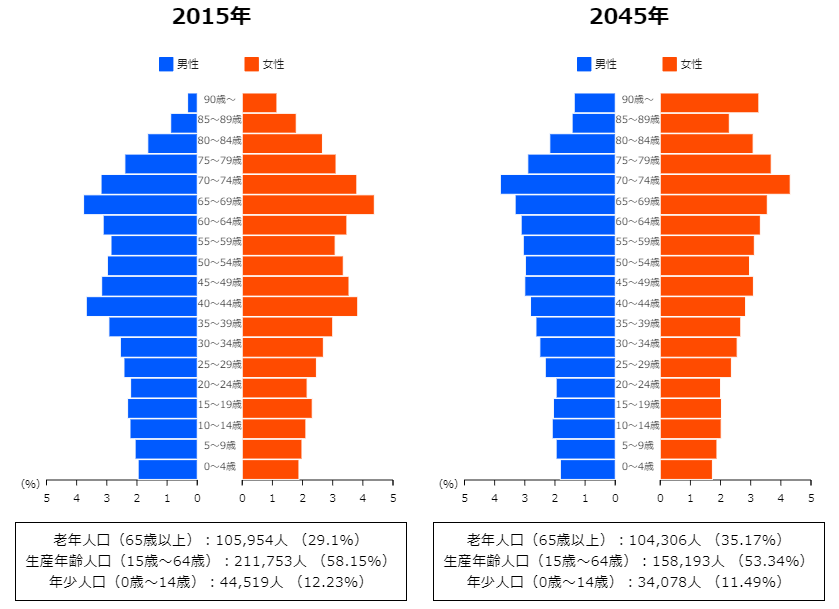 2015年
男性 女性
90歳～
85～89歳
80～84歳
75～79歳
70～74歳
65～69歳
60～64歳
55～59歳
50～54歳
45～49歳
40～44歳
35～39歳
30～34歳
25～29歳
20～24歳
15～19歳
10～14歳
5～9歳
0～4歳
(%) 5 4 3 2 1 0 0 1 2 3 4 5
老年人口（65歳以上）：105,954人 （29.1%）
生産年齢人口（15歳～64歳）：211,753人 （58.15%）
年少人口（0歳～14歳）：44,519人 （12.23%）
2045年
男性 女性
90歳～
85～89歳
80～84歳
75～79歳
70～74歳
65～69歳
60～64歳
55～59歳
50～54歳
45～49歳
40～44歳
35～39歳
30～34歳
25～29歳
20～24歳
15～19歳
10～14歳
5～9歳
0～4歳
(%) 5 4 3 2 1 0 0 1 2 3 4 5
老年人口（65歳以上）：104,306人 （35.17%）
生産年齢人口（15歳～64歳）：158,193人 （53.34%）
年少人口（0歳～14歳）：34,078人 （11.49%）